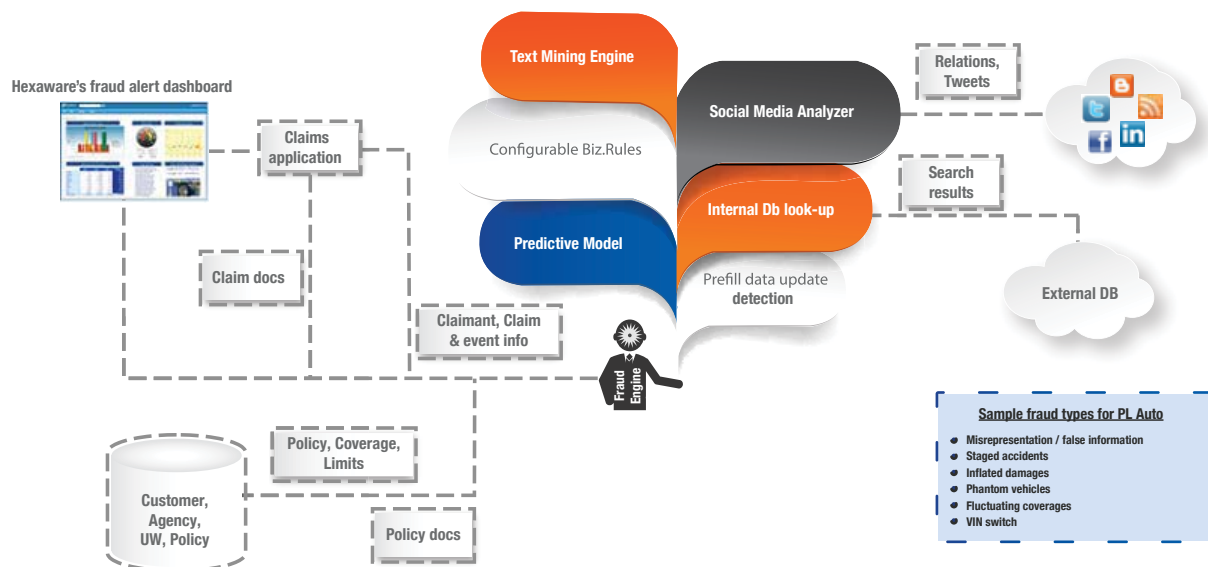 Hexaware's fraud alert dashboard
Claims
application
Claim docs
Claimant, Claim
& event info
Text Mining Engine
Configurable Biz.Rules
Predictive Model
Social Media Analyzer
Internal Db look-up
Prefill data update
detection
Relations,
Tweets
Search
results
External DB
Fraud
Engine
Customer,
Agency,
UW, Policy
Policy, Coverage,
Limits
Policy docs
Sample fraud types for PL Auto
Misrepresentation / false information
Staged accidents
Inflated damages
Phantom vehicles
Fluctuating coverages
VIN switch